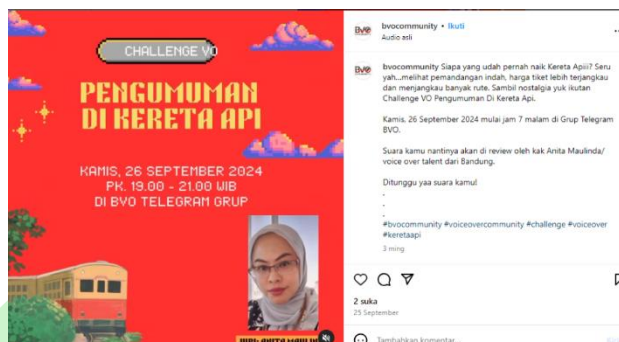 CHALLENGE VO
PENGUMUMAN
DI KERETA API
KAMIS, 26 SEPTEMBER 2024
PK. 19.00 - 21.00 WIB
DI BVO TELEGRAM GRUP
BVO
bvocommunity • Ikuti
Audio asli
BVO
bvocommunity Siapa yang udah pernah naik Kereta Apiii? Seru
yah...melihat pemandangan indah, harga tiket lebih terjangkau
dan menjangkau banyak rute. Sambil nostalgia yuk ikutan
Challenge VO Pengumuman Di Kereta Api.
Kamis, 26 September 2024 mulai jam 7 malam di Grup Telegram
BVO.
Suara kamu nantinya akan di review oleh kak Anita Maulinda/
voice over talent dari Bandung.
Ditunggu yaa suara kamu!
.
.
.
#bvocommunity #voiceovercommunity #challenge #voiceover
#keretaapi
3 ming
2 suka
25 September
Tambahkan komentar...